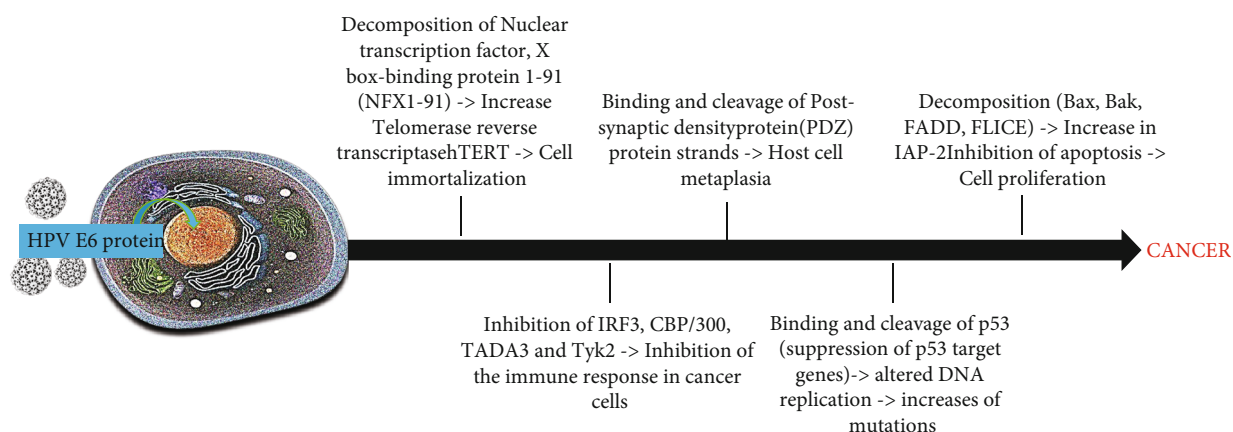 HPV E6 protein
Decomposition of Nuclear
transcription factor, X
box-binding protein 1-91
(NFX1-91) -> Increase
Telomerase reverse
transcriptasehTERT -> Cell
immortalization
Inhibition of IRF3, CBP/300,
TADA3 and Tyk2 -> Inhibition of
the immune response in cancer
cells
Binding and cleavage of Post-
synaptic densityprotein(PDZ)
protein strands -> Host cell
metaplasia
Binding and cleavage of p53
(suppression of p53 target
genes)-> altered DNA
replication -> increases of
mutations
Decomposition (Bax, Bak,
FADD, FLICE) -> Increase in
IAP-2Inhibition of apoptosis ->
Cell proliferation
CANCER